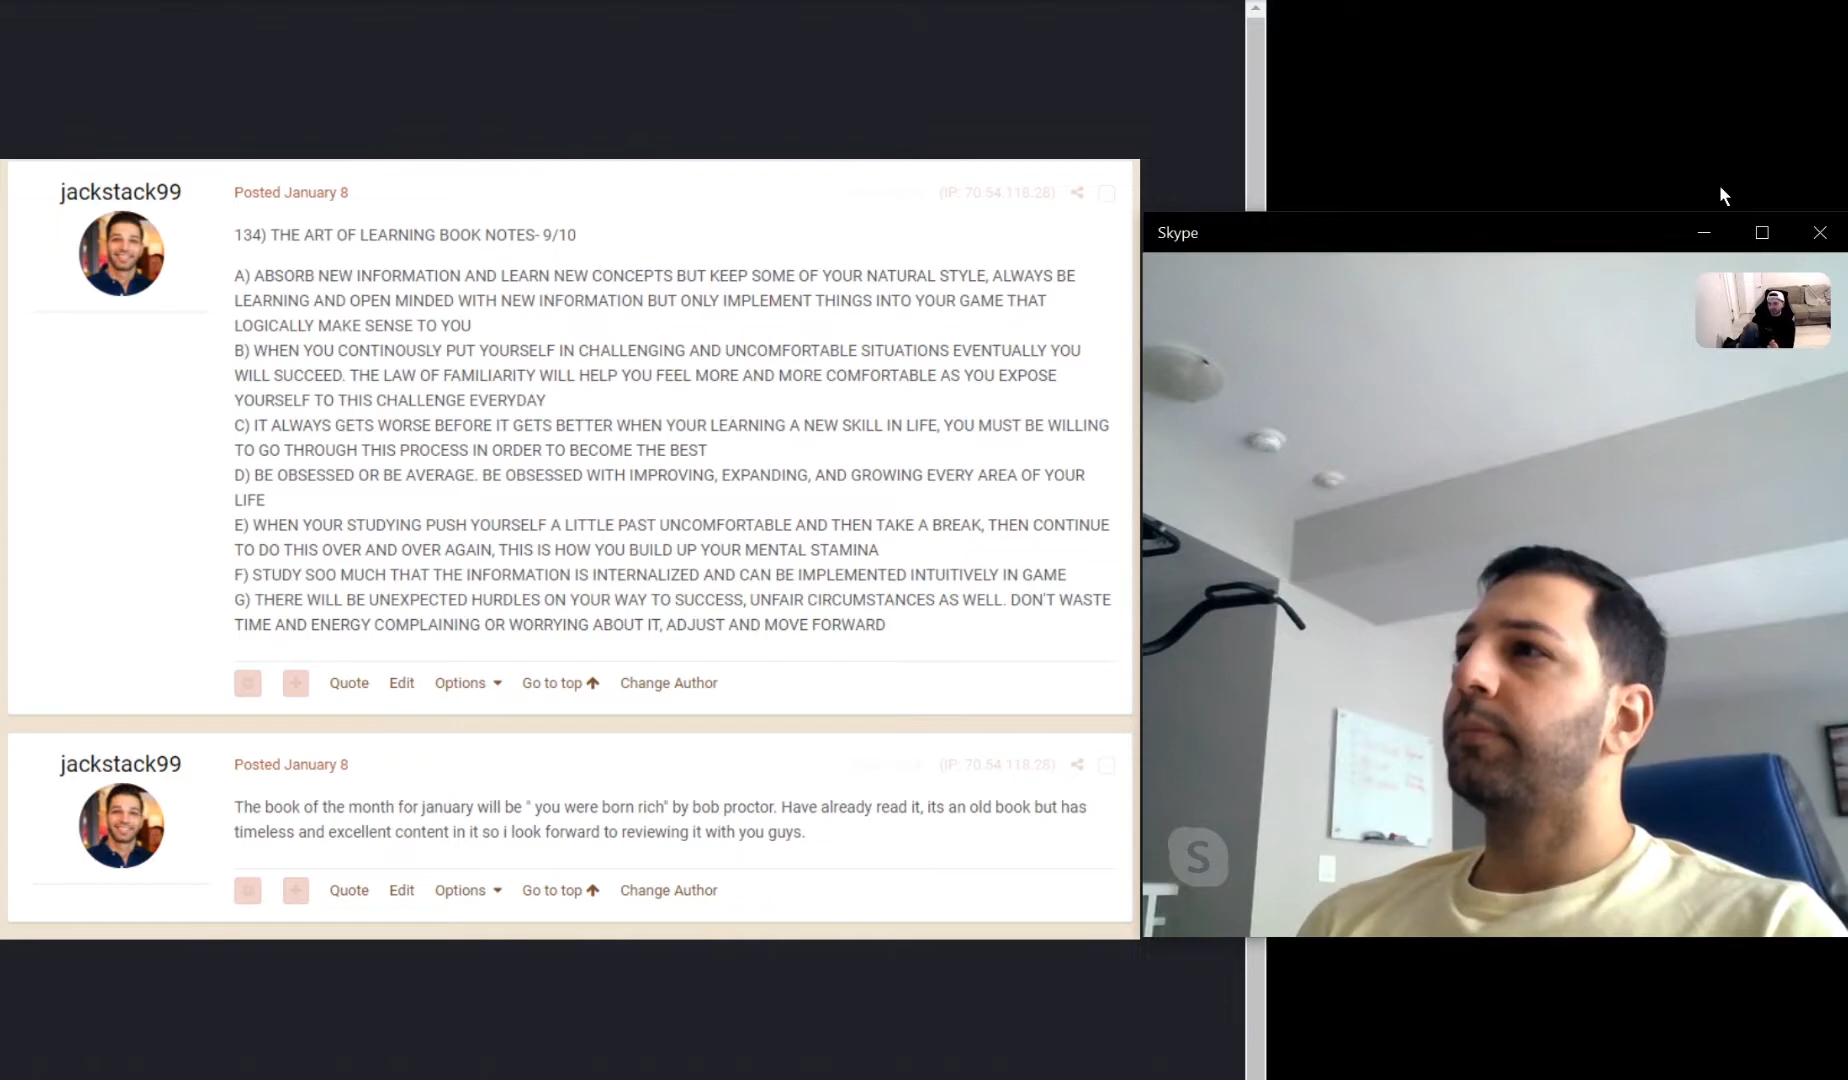 jackstack99
Posted January 8
(IP: 70.54.118.28)
134) THE ART OF LEARNING BOOK NOTES- 9/10
A) ABSORB NEW INFORMATION AND LEARN NEW CONCEPTS BUT KEEP SOME OF YOUR NATURAL STYLE, ALWAYS BE
LEARNING AND OPEN MINDED WITH NEW INFORMATION BUT ONLY IMPLEMENT THINGS INTO YOUR GAME THAT
LOGICALLY MAKE SENSE TO YOU
B) WHEN YOU CONTINOUSLY PUT YOURSELF IN CHALLENGING AND UNCOMFORTABLE SITUATIONS EVENTUALLY YOU
WILL SUCCEED. THE LAW OF FAMILIARITY WILL HELP YOU FEEL MORE AND MORE COMFORTABLE AS YOU EXPOSE
YOURSELF TO THIS CHALLENGE EVERYDAY
C) IT ALWAYS GETS WORSE BEFORE IT GETS BETTER WHEN YOUR LEARNING A NEW SKILL IN LIFE, YOU MUST BE WILLING
TO GO THROUGH THIS PROCESS IN ORDER TO BECOME THE BEST
D) BE OBSESSED OR BE AVERAGE. BE OBSESSED WITH IMPROVING, EXPANDING, AND GROWING EVERY AREA OF YOUR
LIFE
E) WHEN YOUR STUDYING PUSH YOURSELF A LITTLE PAST UNCOMFORTABLE AND THEN TAKE A BREAK, THEN CONTINUE
TO DO THIS OVER AND OVER AGAIN, THIS IS HOW YOU BUILD UP YOUR MENTAL STAMINA
F) STUDY SOO MUCH THAT THE INFORMATION IS INTERNALIZED AND CAN BE IMPLEMENTED INTUITIVELY IN GAME
G) THERE WILL BE UNEXPECTED HURDLES ON YOUR WAY TO SUCCESS, UNFAIR CIRCUMSTANCES AS WELL. DON'T WASTE
TIME AND ENERGY COMPLAINING OR WORRYING ABOUT IT, ADJUST AND MOVE FORWARD
Quote Edit Options Go to top Change Author
jackstack99
Posted January 8
(IP: 70.54.118.28)
The book of the month for january will be " you were born rich" by bob proctor. Have already read it, its an old book but has
timeless and excellent content in it so i look forward to reviewing it with you guys.
Quote Edit Options Go to top Change Author
Skype
S